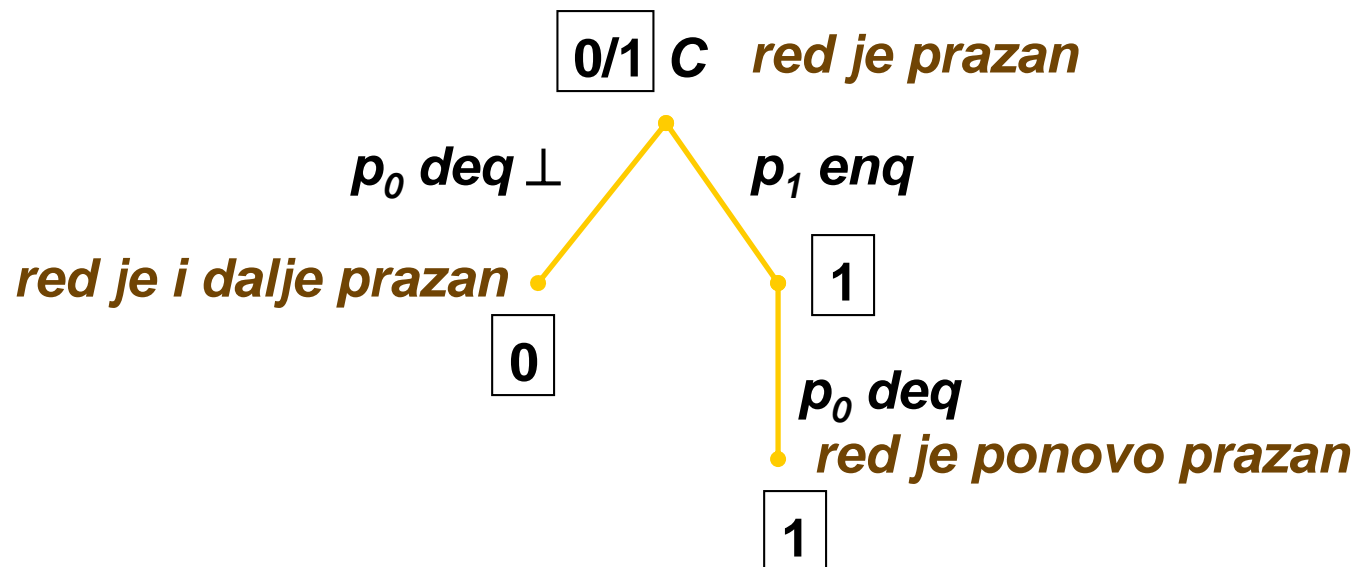 0/1 C red je prazan
p₀ deq ⊥ p₁ enq
red je i dalje prazan 1
0
p₀ deq
red je ponovo prazan
1